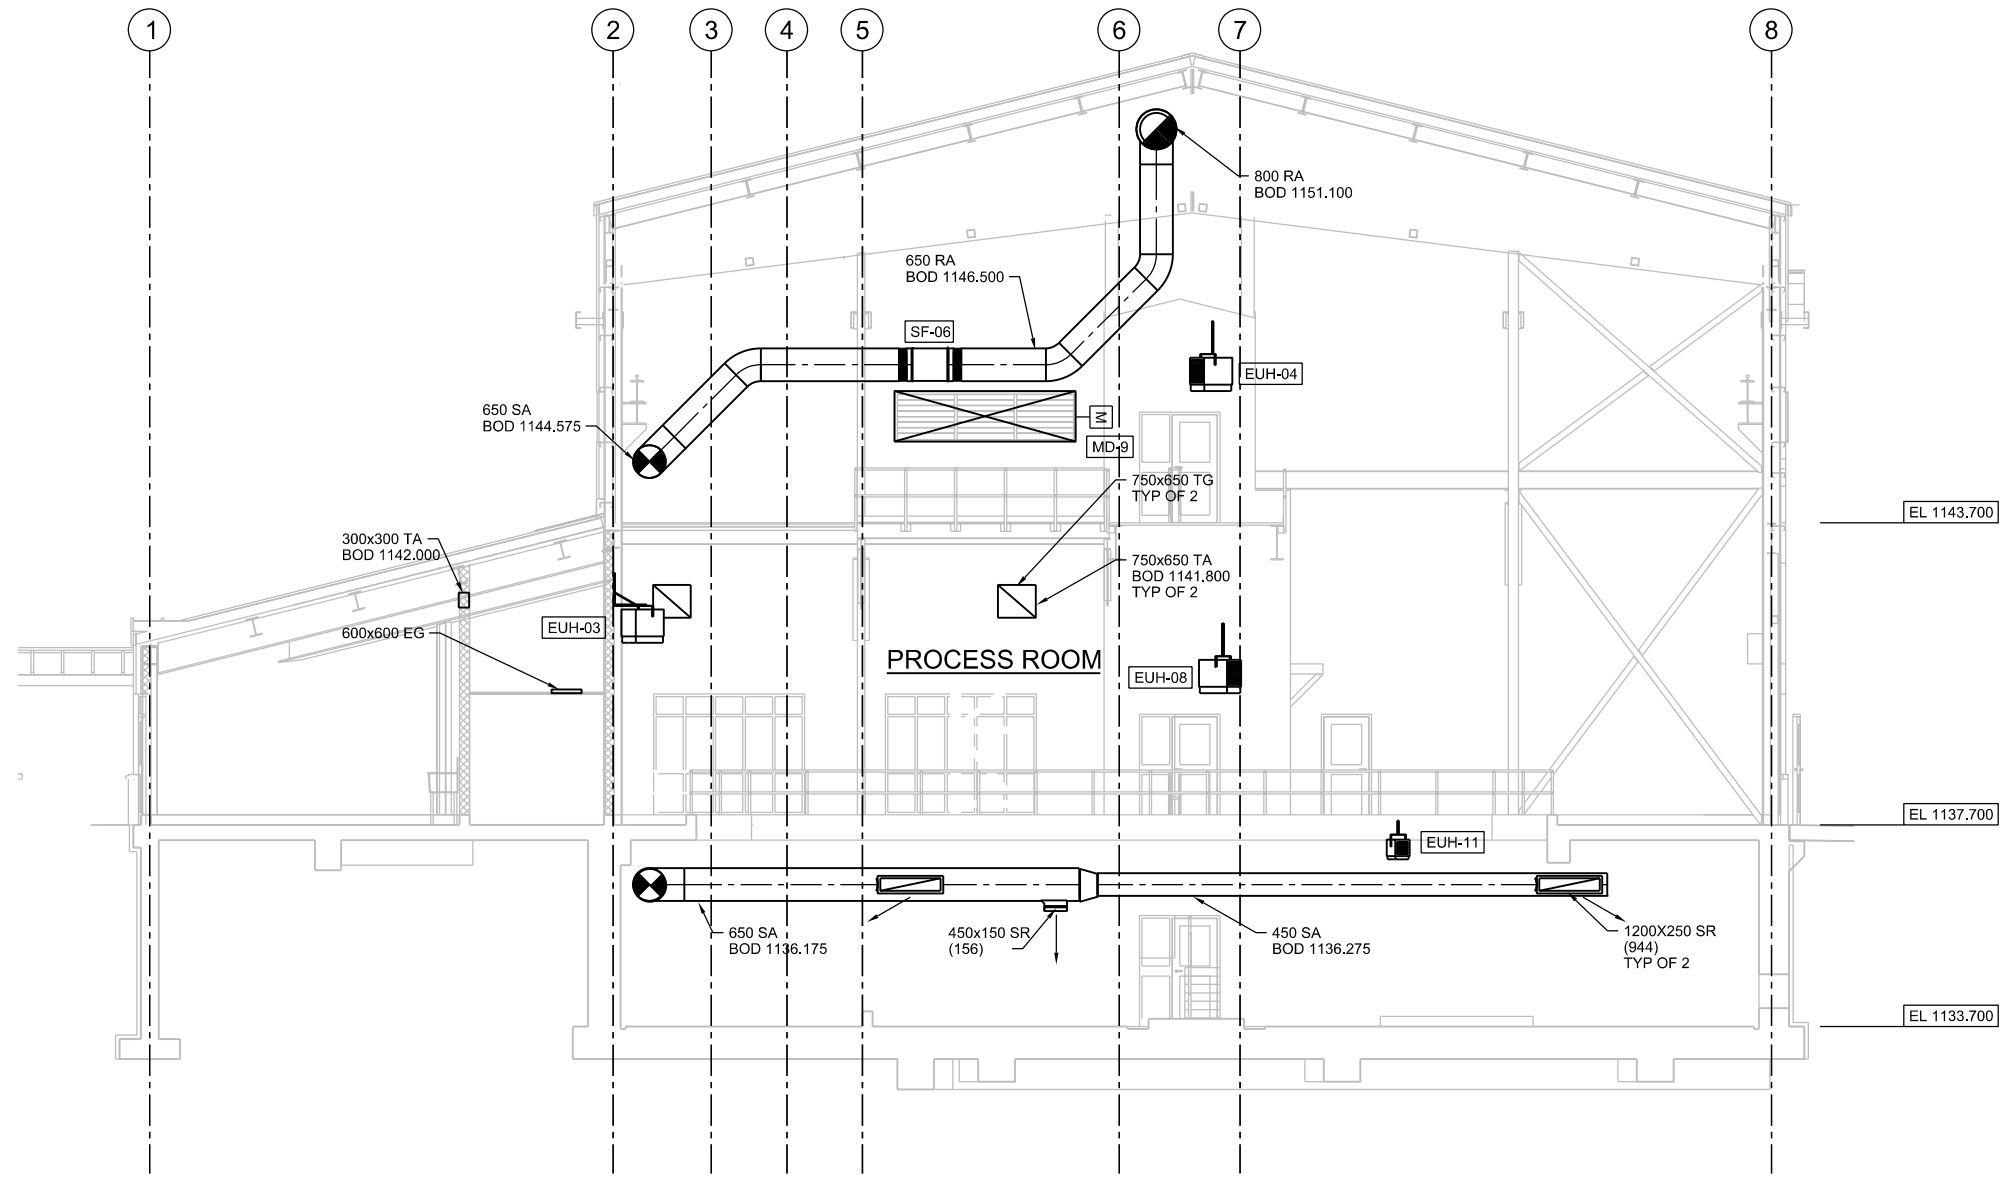 1
2
3
4
5
6
7
8
800 RA
BOD 1151.100
650 RA
BOD 1146.500
SF-06
EUH-04
650 SA
BOD 1144.575
M
MD-9
750x650 TG
TYP OF 2
EL 1143.700
300x300 TA
BOD 1142.000
750x650 TA
BOD 1141.800
TYP OF 2
EUH-03
600x600 EG
PROCESS ROOM
EUH-08
EL 1137.700
EUH-11
650 SA
BOD 1136.175
450x150 SR
(156)
450 SA
BOD 1136.275
1200X250 SR
(944)
TYP OF 2
EL 1133.700